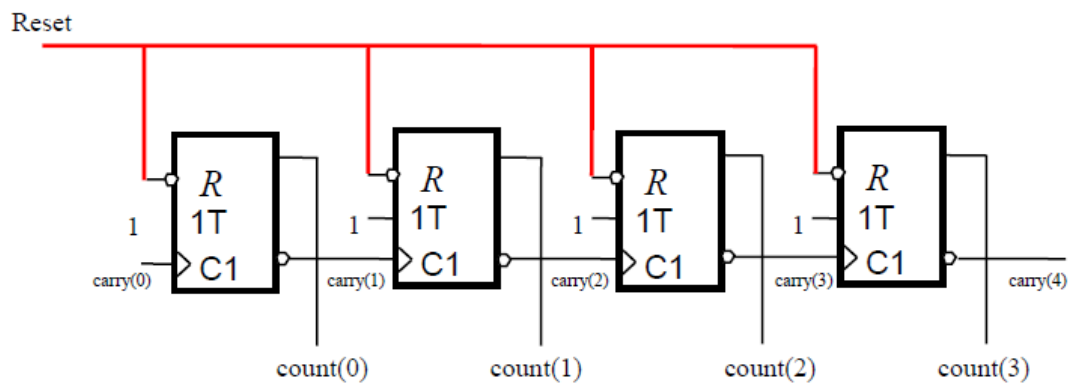 Reset
R
1T
C1
1
carry(0)
R
1T
C1
1
carry(1)
R
1T
C1
1
carry(2)
R
1T
C1
1
carry(3)
carry(4)
count(0)
count(1)
count(2)
count(3)